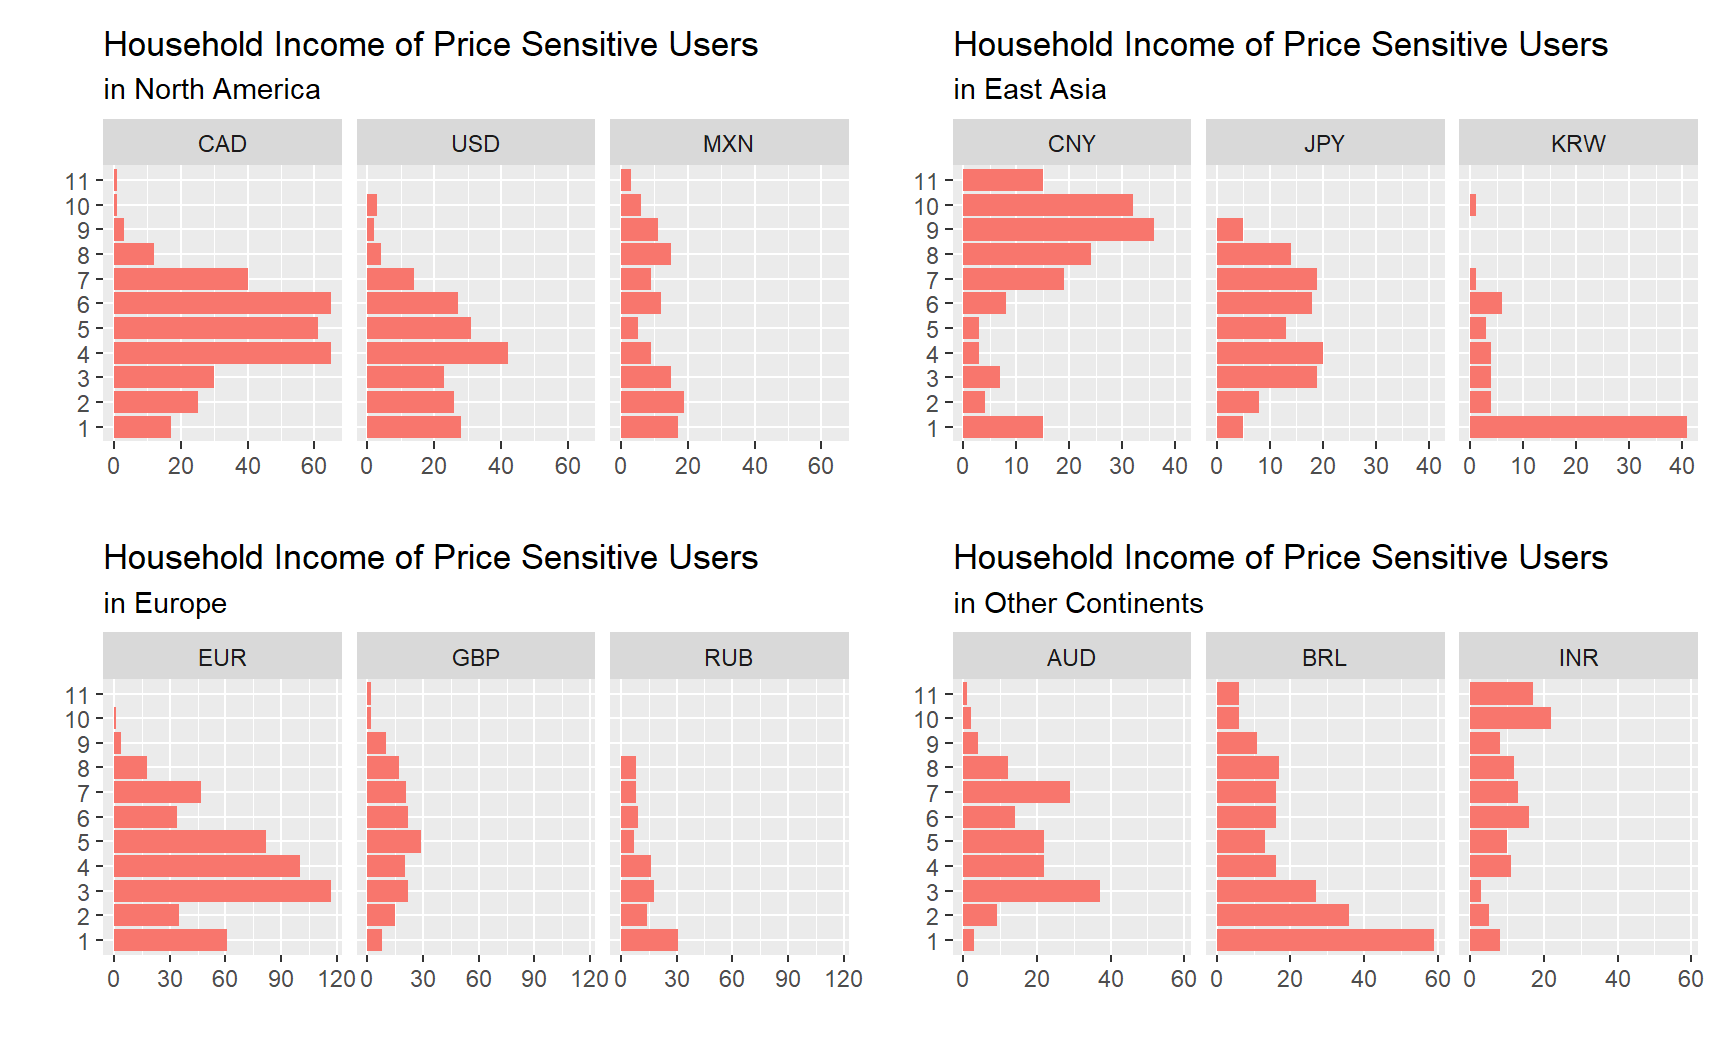 Household Income of Price Sensitive Users
in North America
CAD USD MXN
11
10
9
8
7
6
5
4
3
2
1
0 20 40 60 0 20 40 60 0 20 40 60
Household Income of Price Sensitive Users
in East Asia
CNY JPY KRW
11
10
9
8
7
6
5
4
3
2
1
0 10 20 30 40 0 10 20 30 40 0 10 20 30 40
Household Income of Price Sensitive Users
in Europe
EUR GBP RUB
11
10
9
8
7
6
5
4
3
2
1
0 30 60 90 120 0 30 60 90 120 0 30 60 90 120
Household Income of Price Sensitive Users
in Other Continents
AUD BRL INR
11
10
9
8
7
6
5
4
3
2
1
0 20 40 60 0 20 40 60 0 20 40 60